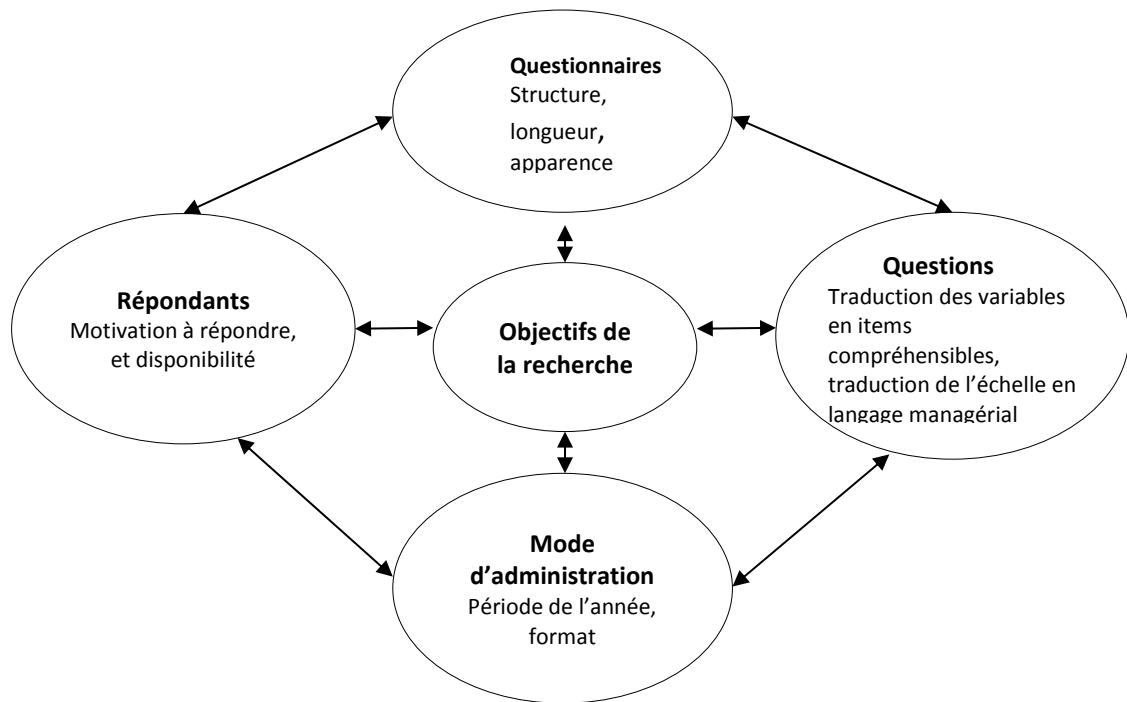 Questionnaires
Structure,
longueur,
apparence
Répondants
Motivation à répondre,
et disponibilité
Objectifs de
la recherche
Questions
Traduction des variables
en items
compréhensibles,
traduction de l’échelle en
langage managérial
Mode
d’administration
Période de l’année,
format